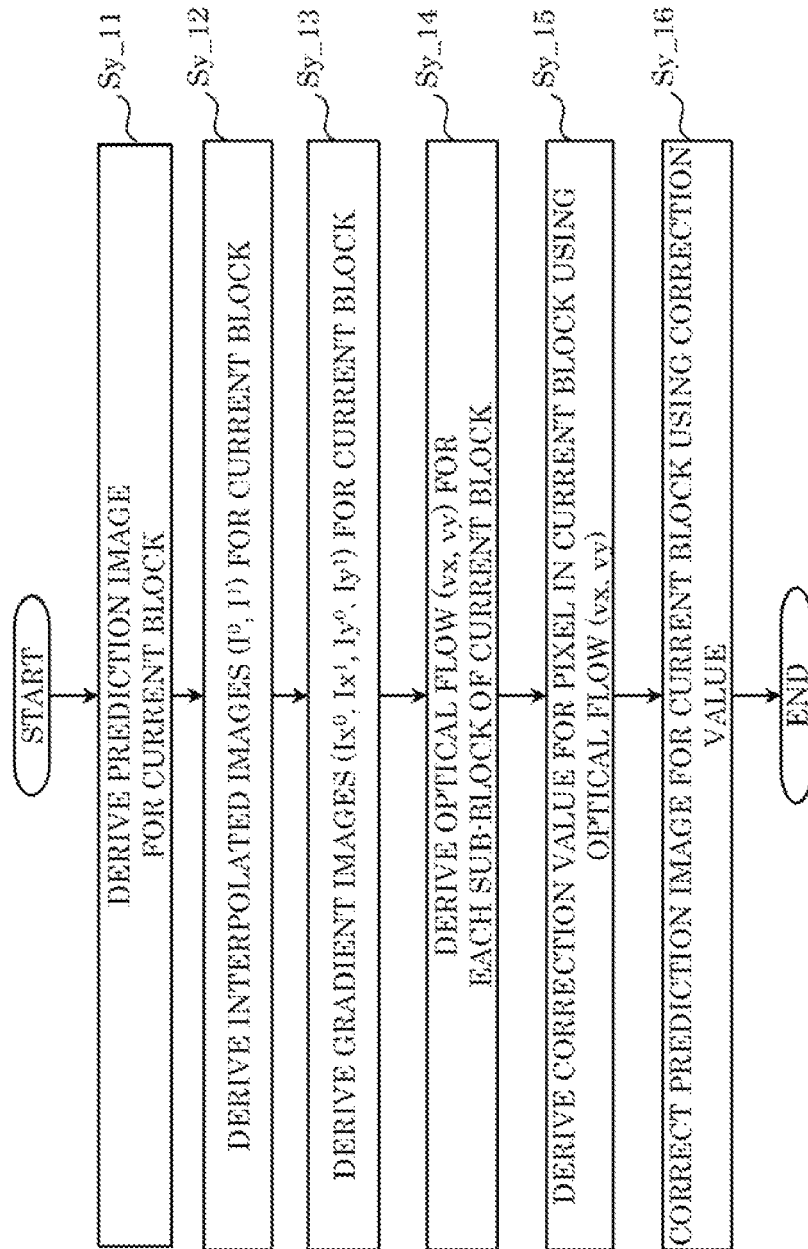 START
DERIVE PREDICTION IMAGE
FOR CURRENT BLOCK
Sy_11
DERIVE INTERPOLATED IMAGES (I⁰, I¹) FOR CURRENT BLOCK
Sy_12
DERIVE GRADIENT IMAGES (Ix⁰, Ix¹, Iy⁰, Iy¹) FOR CURRENT BLOCK
Sy_13
DERIVE OPTICAL FLOW (vx, vy) FOR
EACH SUB-BLOCK OF CURRENT BLOCK
Sy_14
DERIVE CORRECTION VALUE FOR PIXEL IN CURRENT BLOCK USING
OPTICAL FLOW (vx, vy)
Sy_15
CORRECT PREDICTION IMAGE FOR CURRENT BLOCK USING CORRECTION
VALUE
Sy_16
END